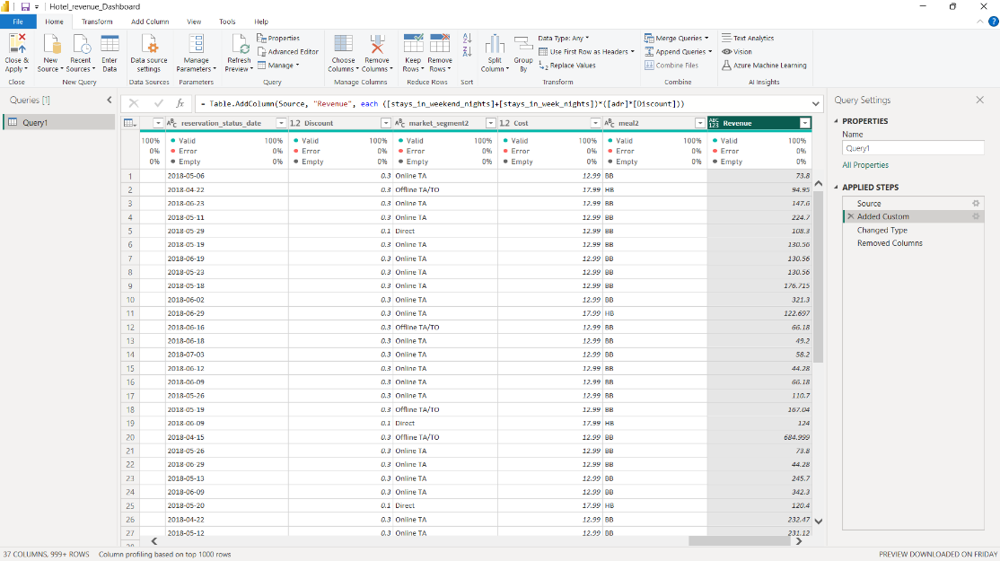 Hotel_revenue_Dashboard
File Home Transform Add Column View Tools Help
Close & Apply
New Source
Recent Sources
Enter Data
Data source settings
Manage Parameters
Refresh Preview
Properties
Advanced Editor
Manage
Choose Columns
Remove Columns
Keep Rows
Remove Rows
Split Column
Group By
Data Type: Any
Use First Row as Headers
Replace Values
Merge Queries
Append Queries
Combine Files
Text Analytics
Vision
Azure Machine Learning
Close New Query Data Sources Parameters Query Manage Columns Reduce Rows Sort Transform Combine AI Insights
Queries [1]
Query1
= Table.AddColumn(Source, "Revenue", each ([stays_in_weekend_nights]+[stays_in_week_nights])*([adr]*[Discount]))
reservation_status_date 1.2 Discount market_segment2 1.2 Cost meal2 Revenue
100% Valid 100% Valid 100% Valid 100% Valid 100% Valid 100% Valid 100%
0% Error 0% Error 0% Error 0% Error 0% Error 0% Error 0%
0% Empty 0% Empty 0% Empty 0% Empty 0% Empty 0% Empty 0%
1 2018-05-06 0.3 Online TA 12.99 BB 73.8
2 2018-04-22 0.3 Offline TA/TO 17.99 HB 94.95
3 2018-06-23 0.3 Online TA 12.99 BB 147.6
4 2018-05-11 0.3 Online TA 12.99 BB 224.7
5 2018-05-29 0.1 Direct 12.99 BB 108.3
6 2018-05-19 0.3 Online TA 12.99 BB 130.56
7 2018-06-19 0.3 Online TA 12.99 BB 130.56
8 2018-05-23 0.3 Online TA 12.99 BB 130.56
9 2018-05-18 0.3 Online TA 12.99 BB 176.715
10 2018-06-02 0.3 Online TA 12.99 BB 321.3
11 2018-06-29 0.3 Online TA 17.99 HB 122.697
12 2018-06-16 0.3 Offline TA/TO 12.99 BB 66.18
13 2018-06-18 0.3 Online TA 12.99 BB 49.2
14 2018-07-03 0.3 Online TA 12.99 BB 58.2
15 2018-06-12 0.3 Online TA 12.99 BB 44.28
16 2018-06-09 0.3 Online TA 12.99 BB 66.18
17 2018-05-26 0.3 Online TA 12.99 BB 110.7
18 2018-05-19 0.3 Offline TA/TO 12.99 BB 167.04
19 2018-06-09 0.1 Direct 17.99 HB 124
20 2018-04-15 0.3 Offline TA/TO 12.99 BB 684.999
21 2018-05-26 0.3 Online TA 12.99 BB 73.8
22 2018-06-29 0.3 Online TA 12.99 BB 44.28
23 2018-05-13 0.3 Online TA 12.99 BB 245.7
24 2018-06-09 0.3 Online TA 12.99 BB 342.3
25 2018-05-20 0.1 Direct 17.99 HB 120.4
26 2018-04-22 0.3 Online TA 12.99 BB 232.47
27 2018-05-12 0.3 Online TA 12.99 BB 231.12
Query Settings
PROPERTIES
Name
Query1
All Properties
APPLIED STEPS
Source
Added Custom
Changed Type
Removed Columns
37 COLUMNS, 999+ ROWS Column profiling based on top 1000 rows PREVIEW DOWNLOADED ON FRIDAY